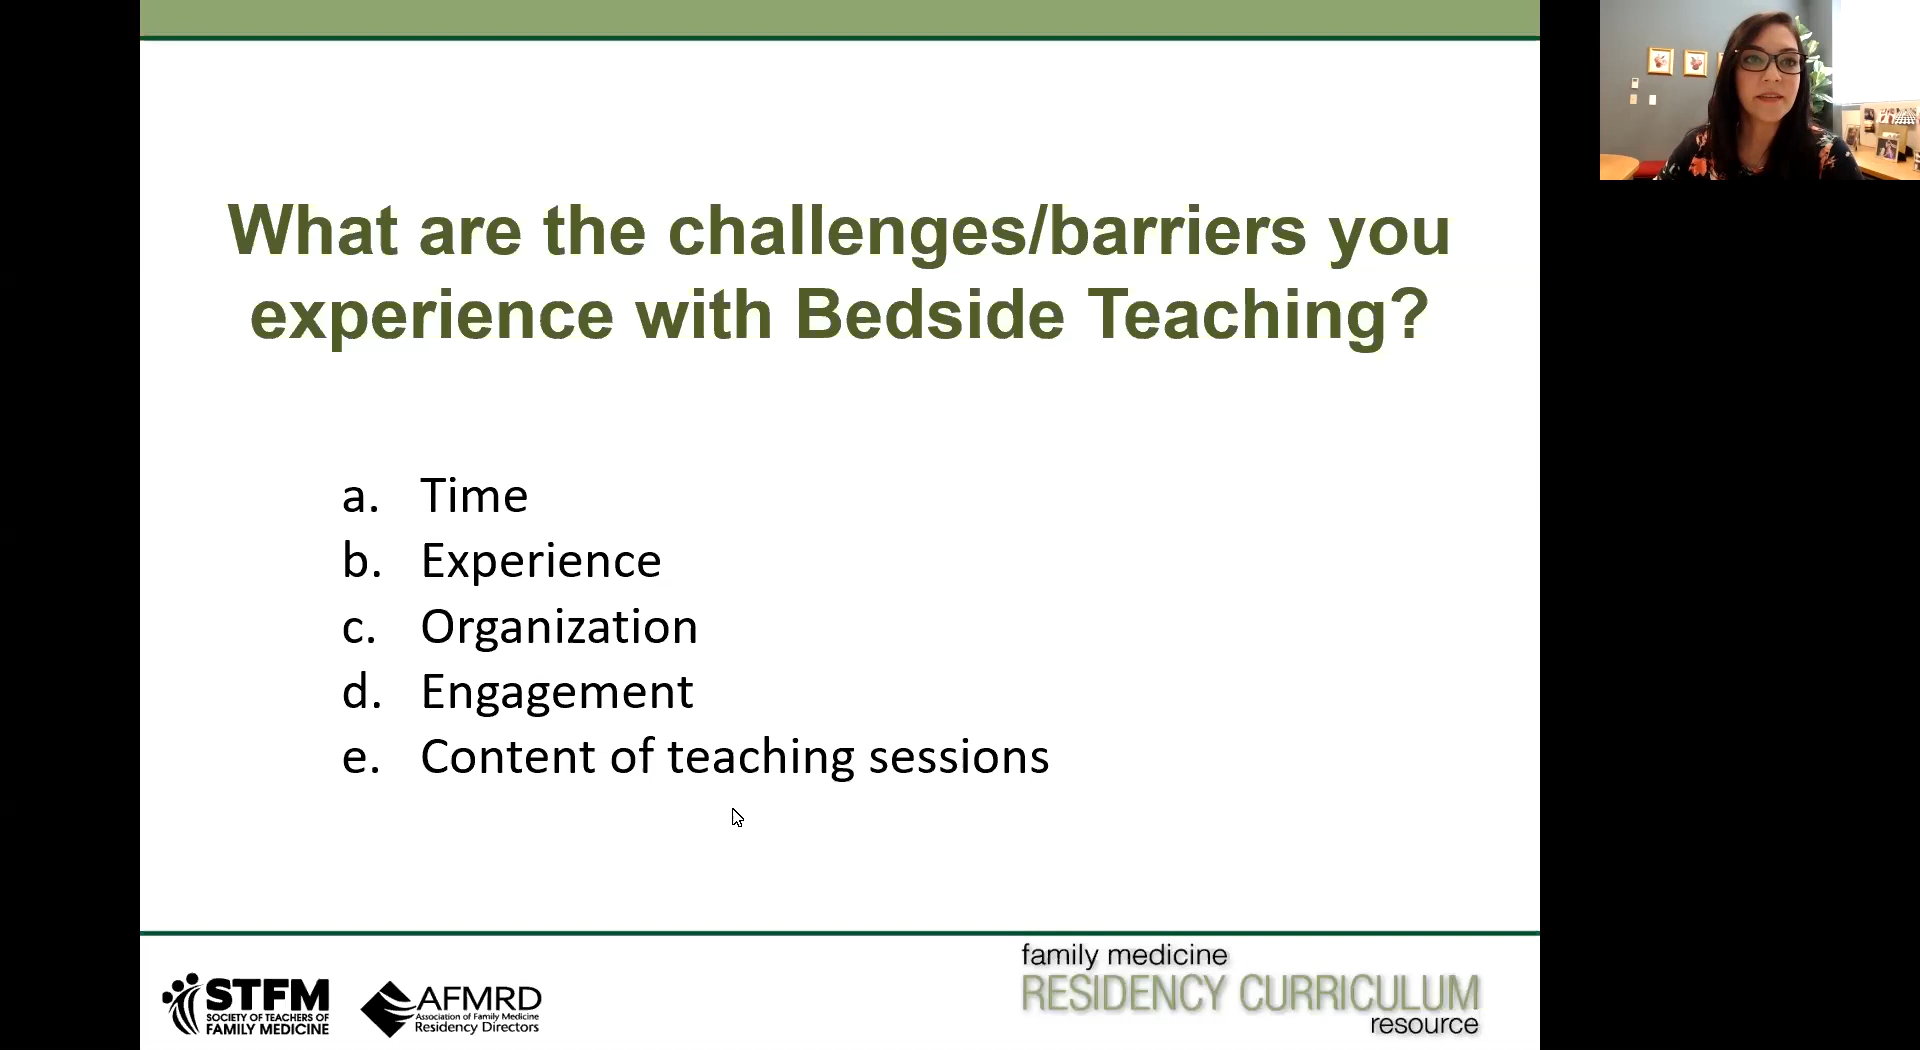 What are the challenges/barriers you
experience with Bedside Teaching?
a. Time
b. Experience
c. Organization
d. Engagement
e. Content of teaching sessions
STFM
SOCIETY OF TEACHERS OF
FAMILY MEDICINE
AFMRD
Association of Family Medicine
Residency Directors
family medicine
RESIDENCY CURRICULUM
resource